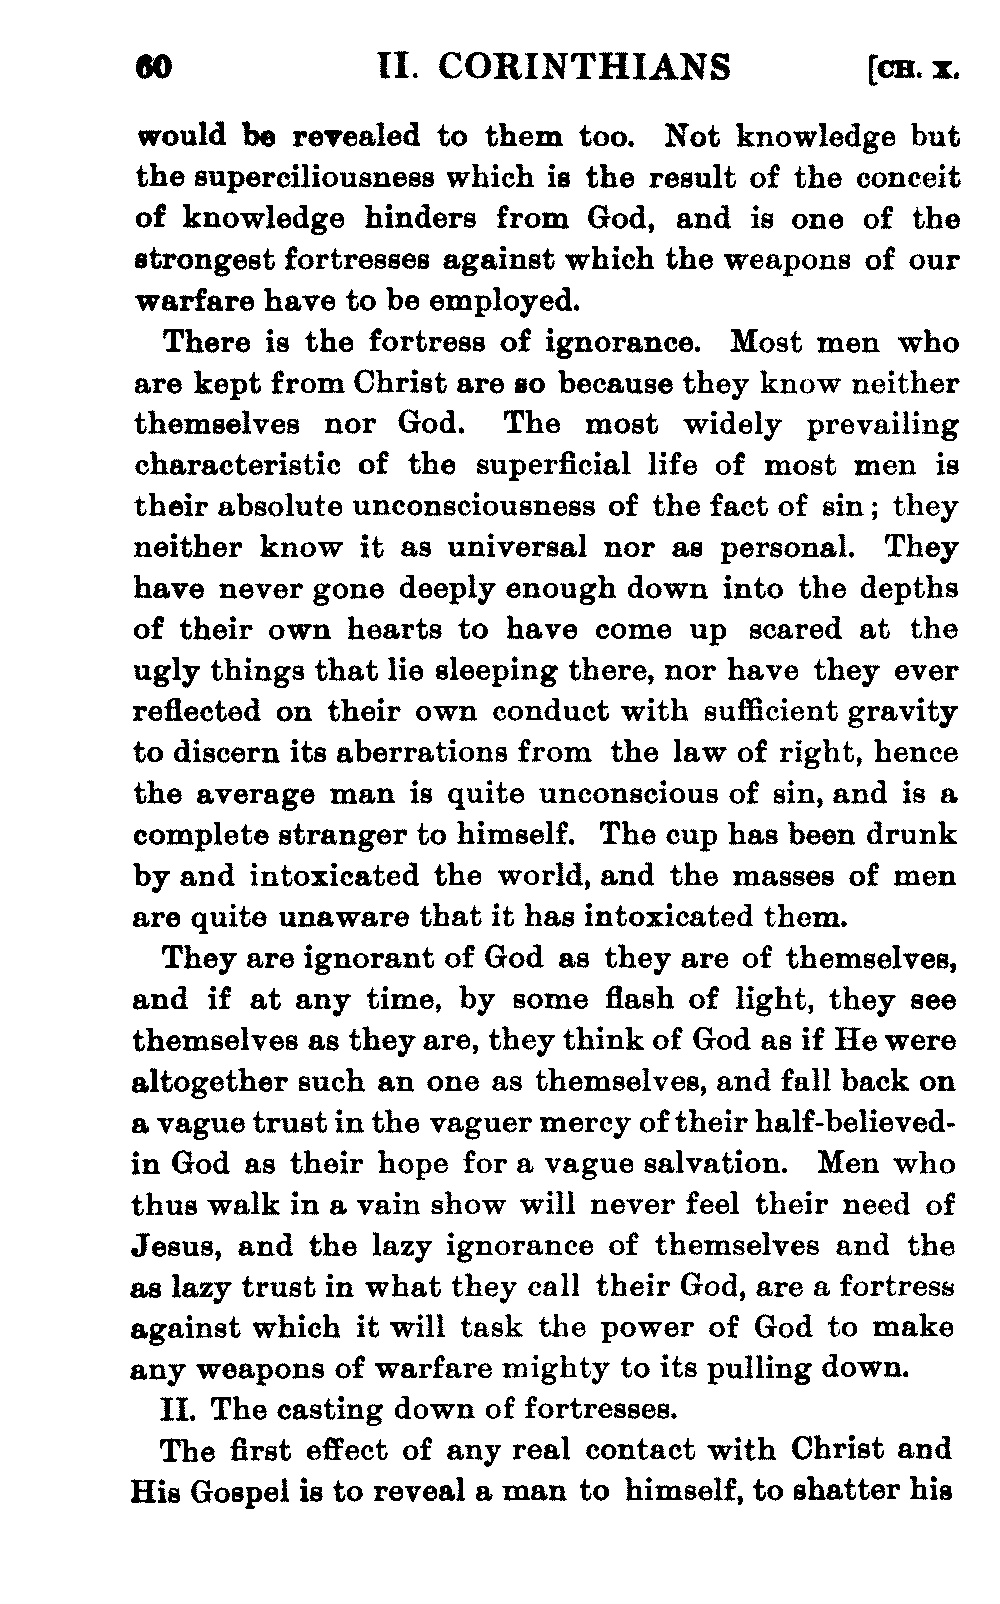 60 II. CORINTHIANS [CH. X.
would be revealed to them too. Not knowledge but
the superciliousness which is the result of the conceit
of knowledge hinders from God, and is one of the
strongest fortresses against which the weapons of our
warfare have to be employed.
There is the fortress of ignorance. Most men who
are kept from Christ are so because they know neither
themselves nor God. The most widely prevailing
characteristic of the superficial life of most men is
their absolute unconsciousness of the fact of sin; they
neither know it as universal nor as personal. They
have never gone deeply enough down into the depths
of their own hearts to have come up scared at the
ugly things that lie sleeping there, nor have they ever
reflected on their own conduct with sufficient gravity
to discern its aberrations from the law of right, hence
the average man is quite unconscious of sin, and is a
complete stranger to himself. The cup has been drunk
by and intoxicated the world, and the masses of men
are quite unaware that it has intoxicated them.
They are ignorant of God as they are of themselves,
and if at any time, by some flash of light, they see
themselves as they are, they think of God as if He were
altogether such an one as themselves, and fall back on
a vague trust in the vaguer mercy of their half-believed-
in God as their hope for a vague salvation. Men who
thus walk in a vain show will never feel their need of
Jesus, and the lazy ignorance of themselves and the
as lazy trust in what they call their God, are a fortress
against which it will task the power of God to make
any weapons of warfare mighty to its pulling down.
II. The casting down of fortresses.
The first effect of any real contact with Christ and
His Gospel is to reveal a man to himself, to shatter his